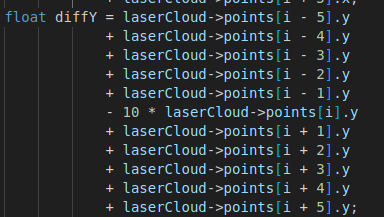 float diffY = laserCloud->points[i - 5].y
+ laserCloud->points[i - 4].y
+ laserCloud->points[i - 3].y
+ laserCloud->points[i - 2].y
+ laserCloud->points[i - 1].y
- 10 * laserCloud->points[i].y
+ laserCloud->points[i + 1].y
+ laserCloud->points[i + 2].y
+ laserCloud->points[i + 3].y
+ laserCloud->points[i + 4].y
+ laserCloud->points[i + 5].y;